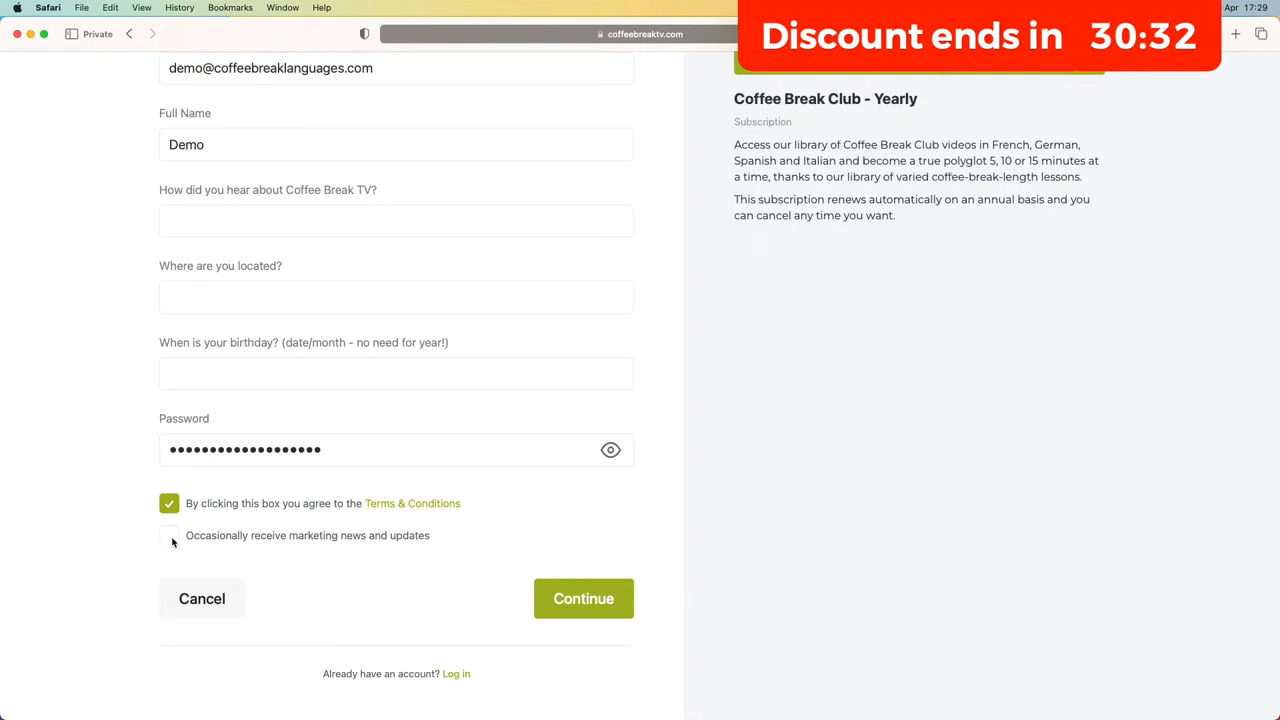 Safari File Edit View History Bookmarks Window Help
Apr 17:29
Private
coffeebreaktv.com
Discount ends in 30:32
demo@coffeebreaklanguages.com
Full Name
Demo
How did you hear about Coffee Break TV?
Where are you located?
When is your birthday? (date/month - no need for year!)
Password
•••••••••••••••••••
By clicking this box you agree to the Terms & Conditions
Occasionally receive marketing news and updates
Cancel
Continue
Already have an account? Log in
Coffee Break Club - Yearly
Subscription
Access our library of Coffee Break Club videos in French, German,
Spanish and Italian and become a true polyglot 5, 10 or 15 minutes at
a time, thanks to our library of varied coffee-break-length lessons.
This subscription renews automatically on an annual basis and you
can cancel any time you want.